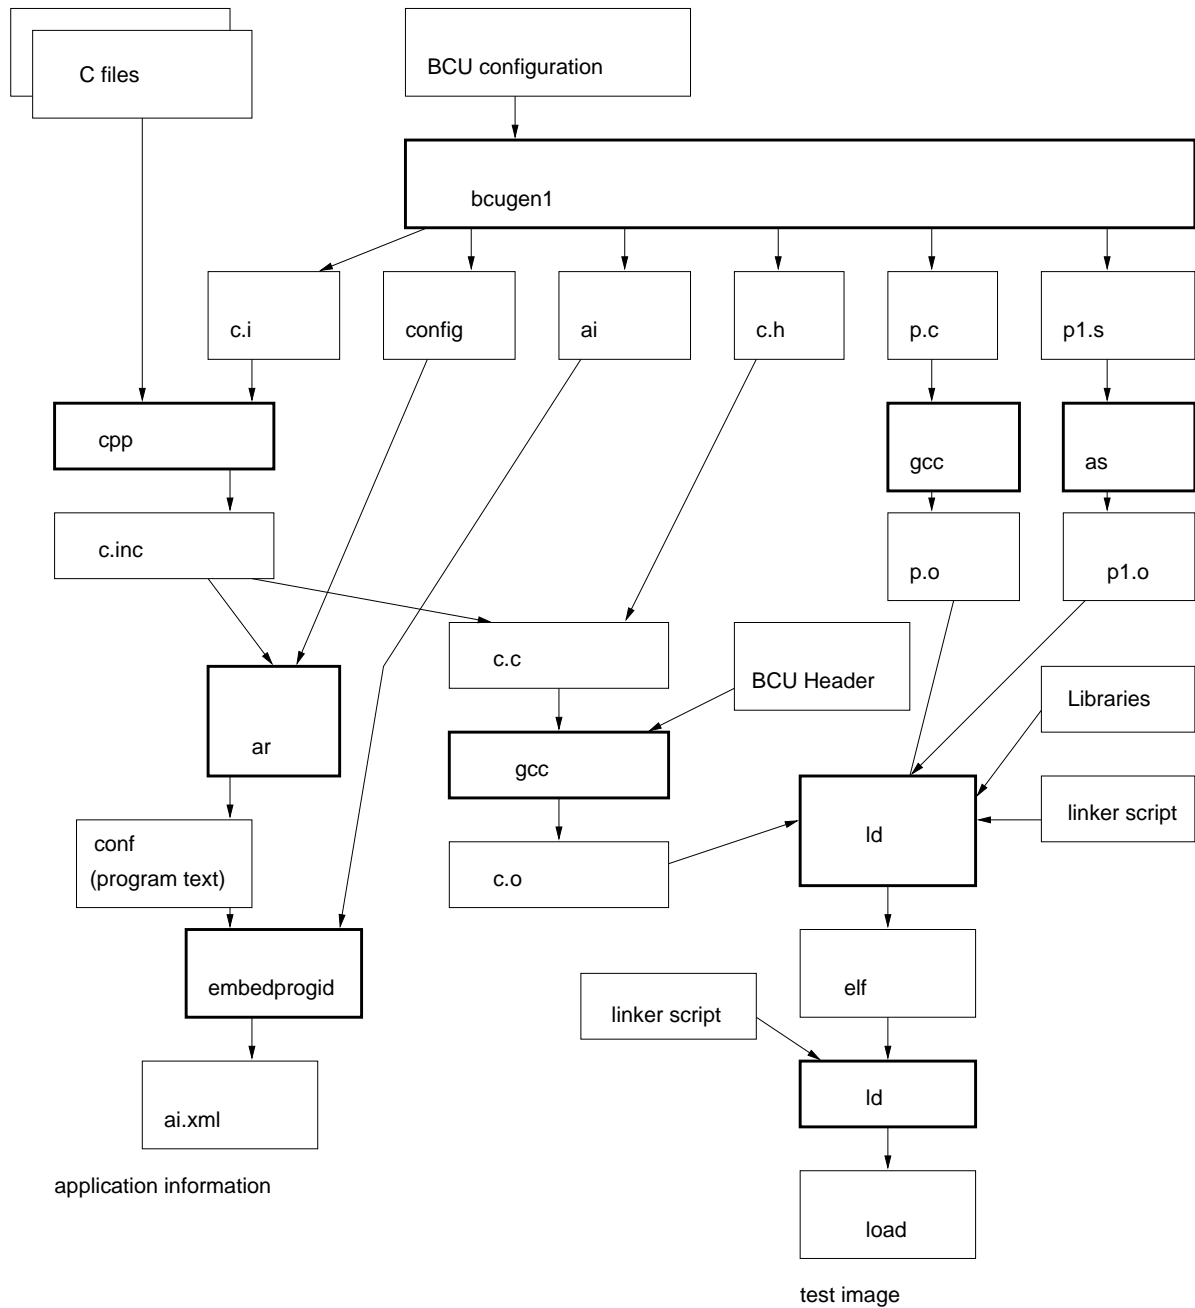 C files
BCU configuration
bcugen1
c.i
config
ai
c.h
p.c
p1.s
cpp
gcc
as
c.inc
p.o
p1.o
c.c
BCU Header
Libraries
ar
gcc
ld
linker script
conf
(program text)
c.o
embedprogid
elf
linker script
ai.xml
ld
application information
load
test image